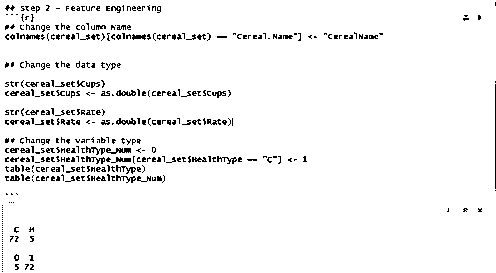 ## Step 2 - Feature Engineering
```{r}
## Change the column Name
colnames(cereal_set)[colnames(cereal_set) == "Cereal.Name"] <- "CerealName"
## Change the data type
str(cereal_set$Cups)
cereal_set$Cups <- as.double(cereal_set$Cups)
str(cereal_set$Rate)
cereal_set$Rate <- as.double(cereal_set$Rate)
## Change the variable type
cereal_set$HealthType_Num <- 0
cereal_set$HealthType_Num[cereal_set$HealthType == "C"] <- 1
table(cereal_set$HealthType)
table(cereal_set$HealthType_Num)
```
C H
72 5
0 1
5 72